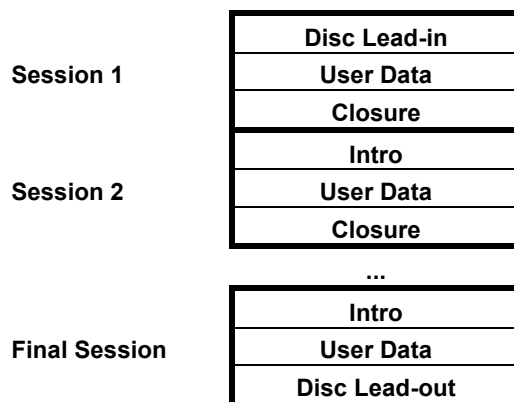 Disc Lead-in
Session 1 User Data
Closure
Intro
Session 2 User Data
Closure
...
Intro
Final Session User Data
Disc Lead-out